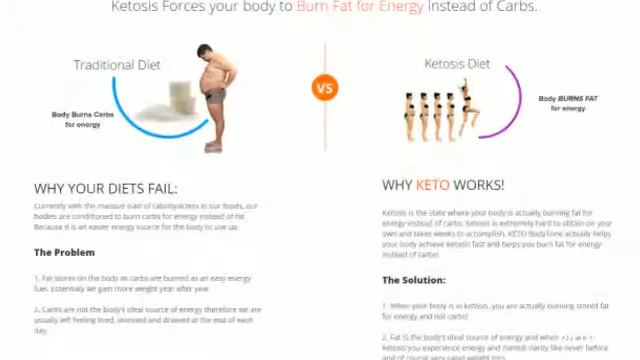 Ketosis Forces your body to Burn Fat for Energy instead of Carbs.
Traditional Diet
Body Burns Carbs
for energy
VS
Ketosis Diet
Body BURNS FAT
for energy
WHY YOUR DIETS FAIL:
Currently with the massive load of carbohydrates in our foods, our
bodies are conditioned to burn carbs for energy instead of fat.
Because it is an easier energy source for the body to use up.
The Problem
1. Fat stores on the body as carbs are burned as an easy energy
fuel. Essentially we gain more weight year after year.
2. Carbs are not the body's ideal source of energy therefore we are
usually left feeling tired, stressed and drained at the end of each
day.
WHY KETO WORKS!
Ketosis is the state where your body is actually burning fat for
energy instead of carbs. Ketosis is extremely hard to obtain on your
own and takes weeks to accomplish. KETO BodyTone actually helps
your body achieve ketosis fast and helps you burn fat for energy
instead of carbs!
The Solution:
1. When your body is in ketosis, you are actually burning stored fat
for energy and not carbs!
2. Fat IS the body's ideal source of energy and when you are in
ketosis you experience energy and mental clarity like never before
and of course very rapid weight loss.